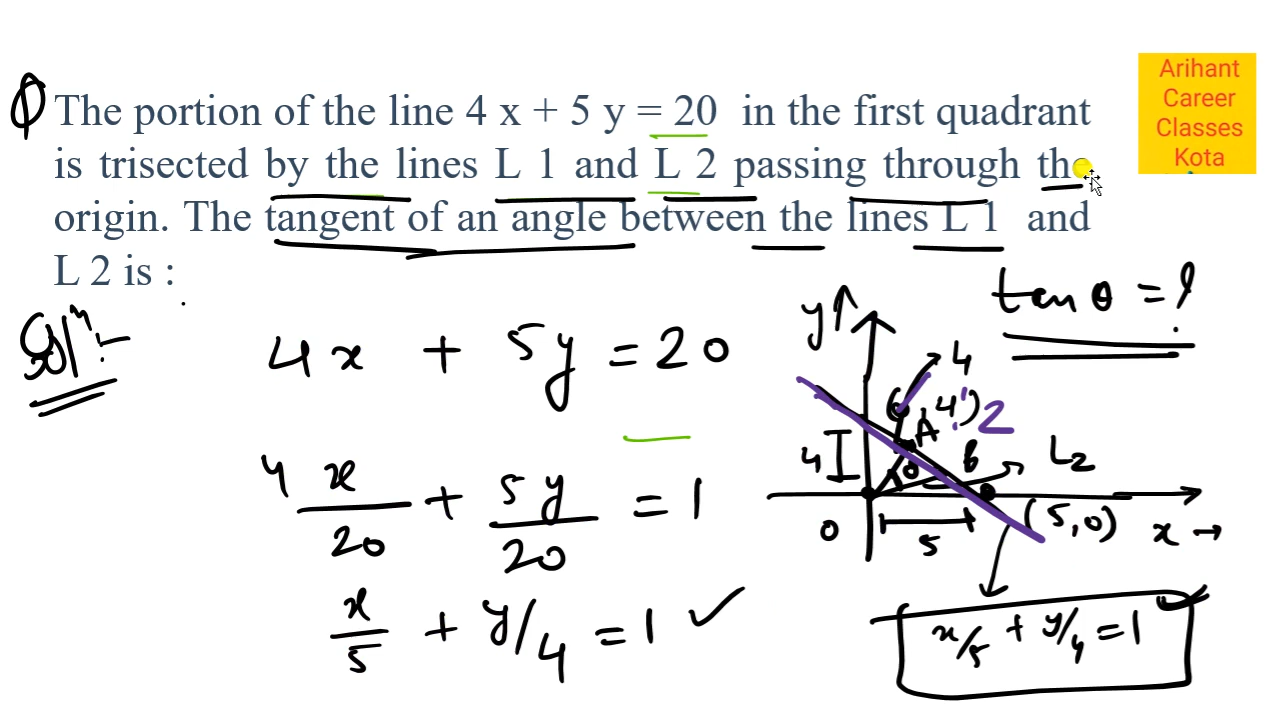 Arihant
Career
Classes
Kota
Q The portion of the line 4 x + 5 y = 20 in the first quadrant
is trisected by the lines L 1 and L 2 passing through the
origin. The tangent of an angle between the lines L 1 and
L 2 is :
tan θ = ?
Sol^n :-
4x + 5y = 20
4x/20 + 5y/20 = 1
x/5 + y/4 = 1 ✓
y↑
4
4) 2
A
4
θ
B
L2
0
5
(5,0)
x →
x/5 + y/4 = 1